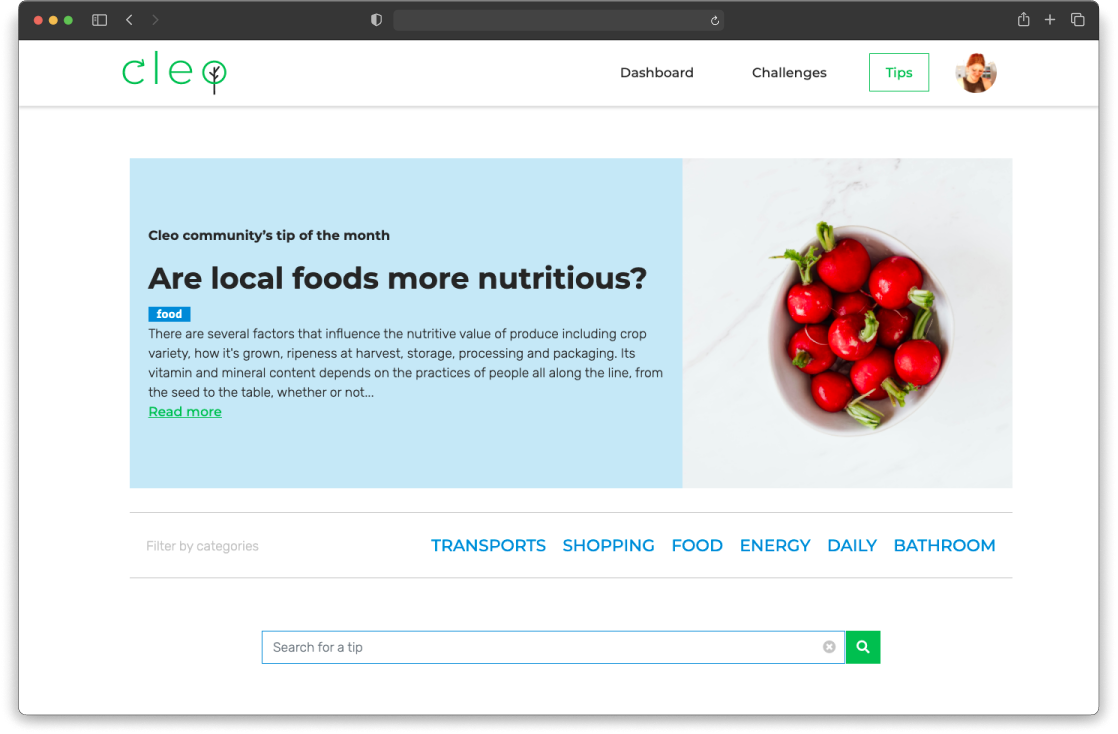 cleo
Dashboard
Challenges
Tips
Cleo community's tip of the month
Are local foods more nutritious?
food
There are several factors that influence the nutritive value of produce including crop
variety, how it's grown, ripeness at harvest, storage, processing and packaging. Its
vitamin and mineral content depends on the practices of people all along the line, from
the seed to the table, whether or not...
Read more
Filter by categories
TRANSPORTS
SHOPPING
FOOD
ENERGY
DAILY
BATHROOM
Search for a tip